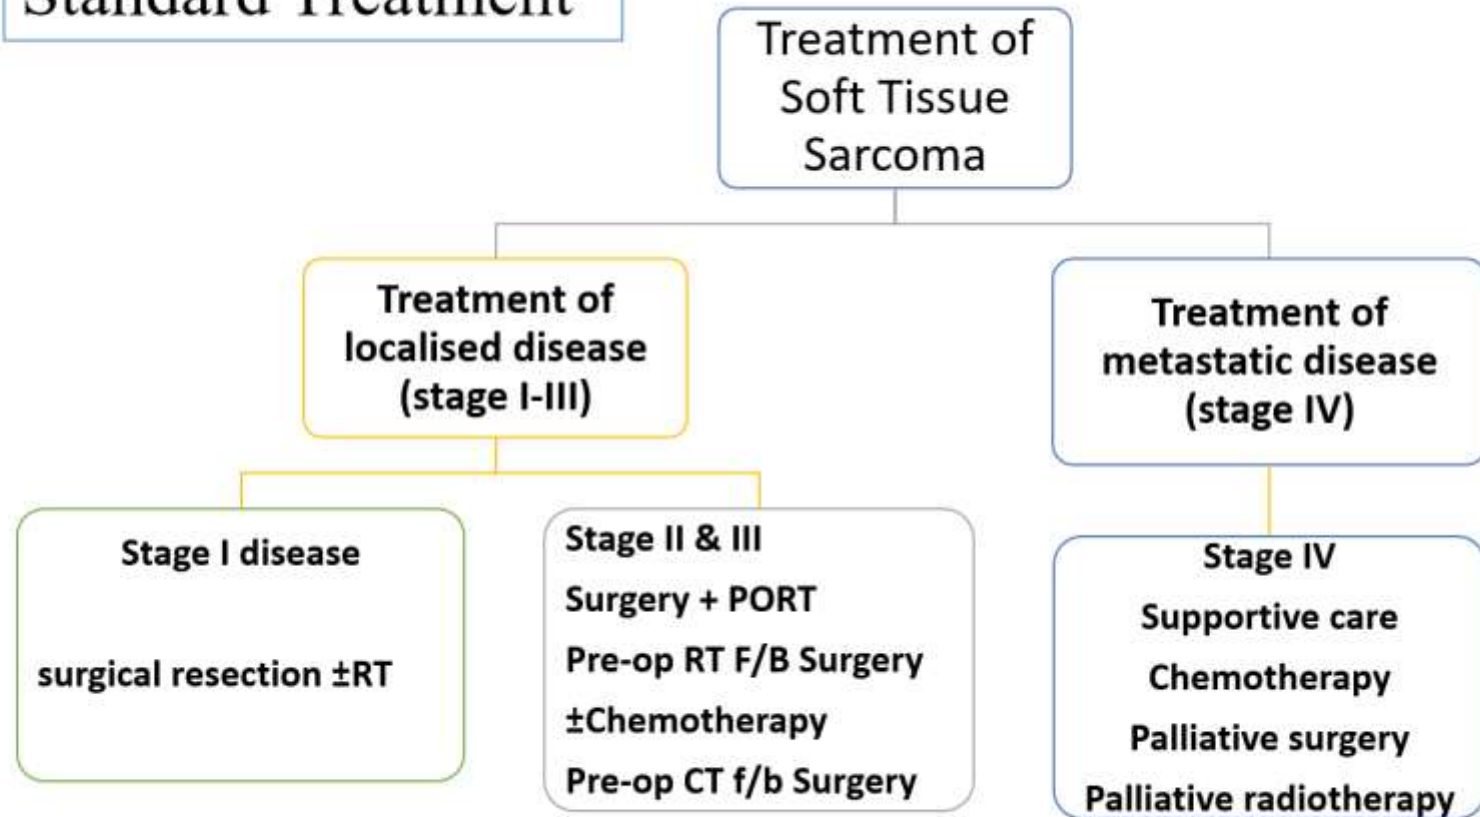 Standard Treatment
Treatment of
Soft Tissue
Sarcoma
Treatment of
localised disease
(stage I-III)
Treatment of
metastatic disease
(stage IV)
Stage I disease
surgical resection ±RT
Stage II & III
Surgery + PORT
Pre-op RT F/B Surgery
±Chemotherapy
Pre-op CT f/b Surgery
Stage IV
Supportive care
Chemotherapy
Palliative surgery
Palliative radiotherapy